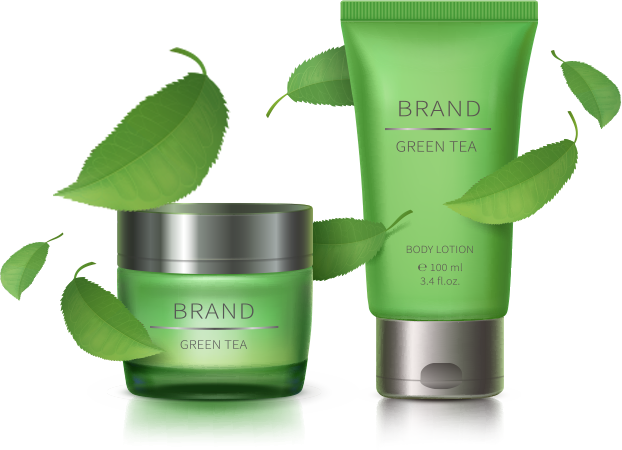 BRAND
GREEN TEA
BODY LOTION
℮ 100 ml
3.4 fl.oz.
BRAND
GREEN TEA